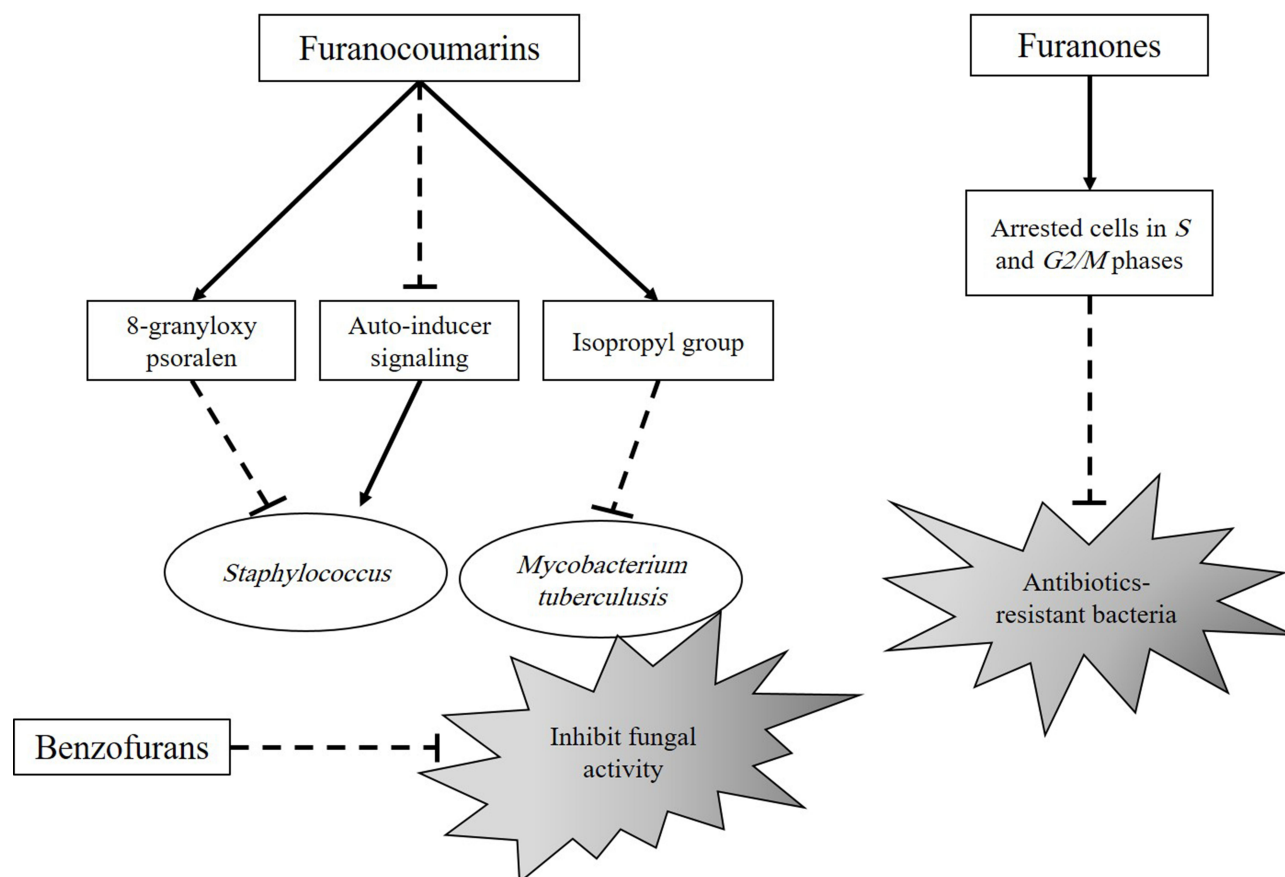 Furanocoumarins
Furanones
Arrested cells in S
and G2/M phases
8-granyloxy
psoralen
Auto-inducer
signaling
Isopropyl group
Staphylococcus
Mycobacterium
tuberculusis
Antibiotics-
resistant bacteria
Benzofurans
Inhibit fungal
activity